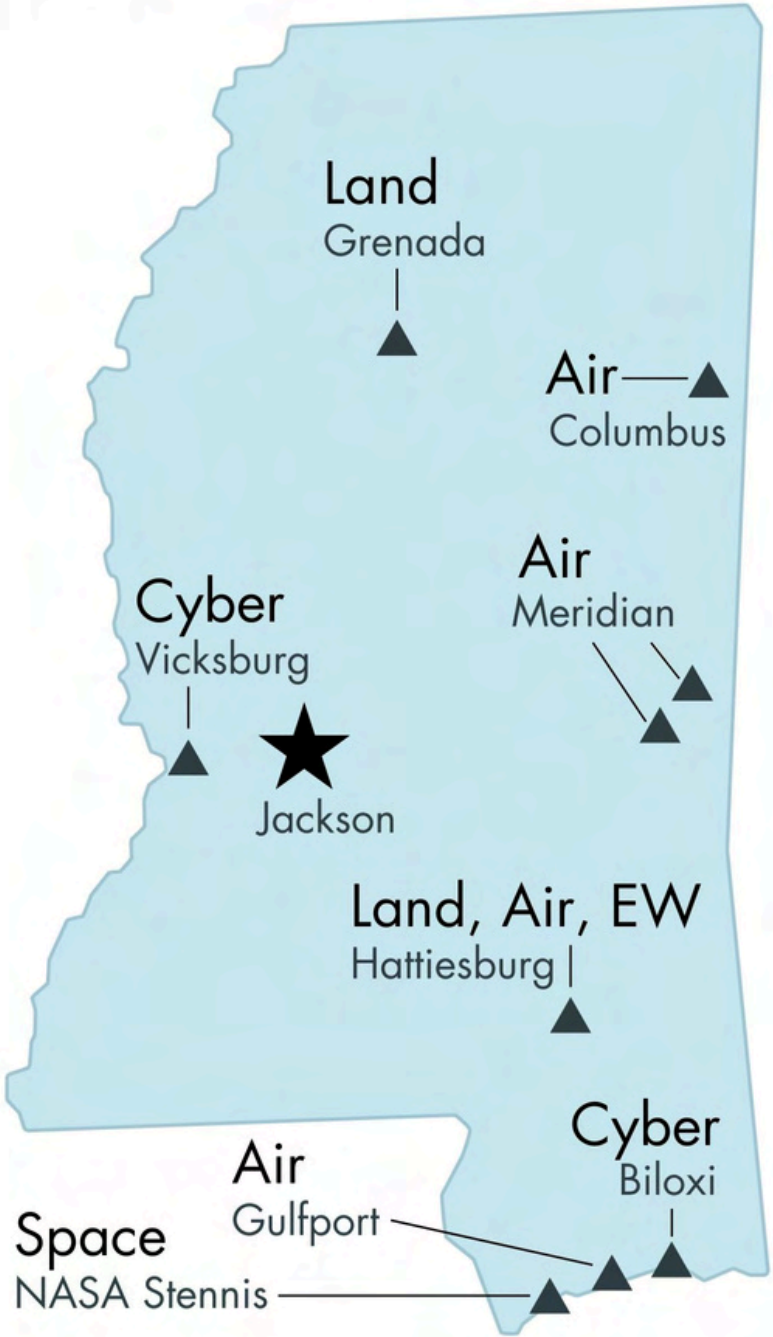 Land
Grenada
Air
Columbus
Air
Meridian
Cyber
Vicksburg
Jackson
Land, Air, EW
Hattiesburg
Cyber
Biloxi
Air
Gulfport
Space
NASA Stennis